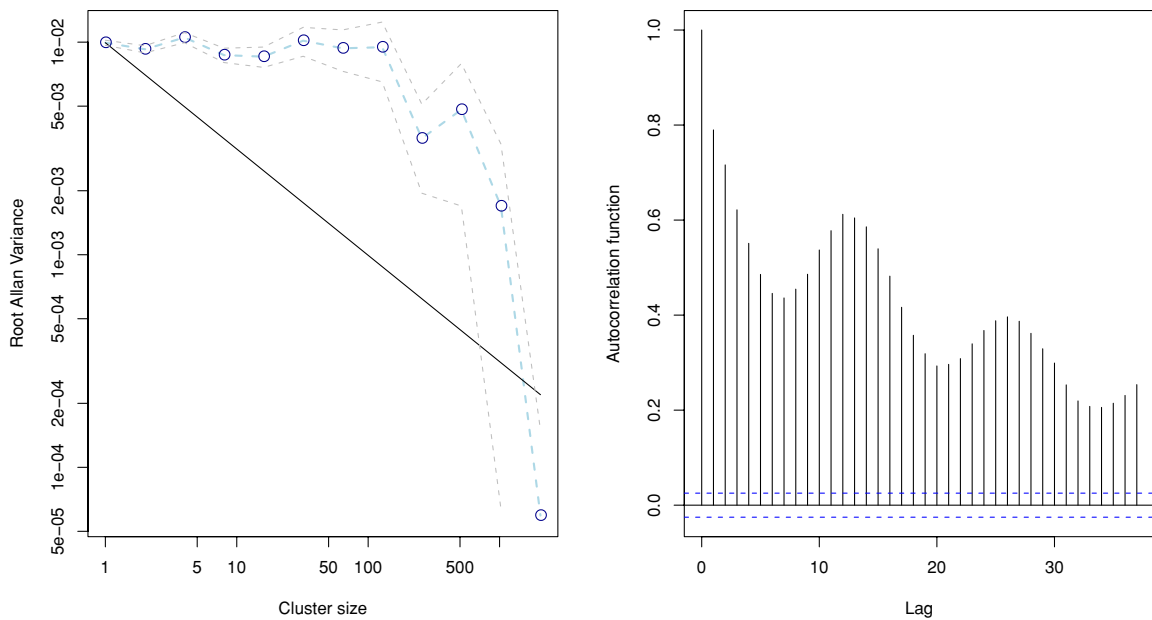 Root Allan Variance
1e−02
5e−03
2e−03
1e−03
5e−04
2e−04
1e−04
5e−05
1
5
10
50
100
500
Cluster size
Autocorrelation function
1.0
0.8
0.6
0.4
0.2
0.0
0
10
20
30
Lag